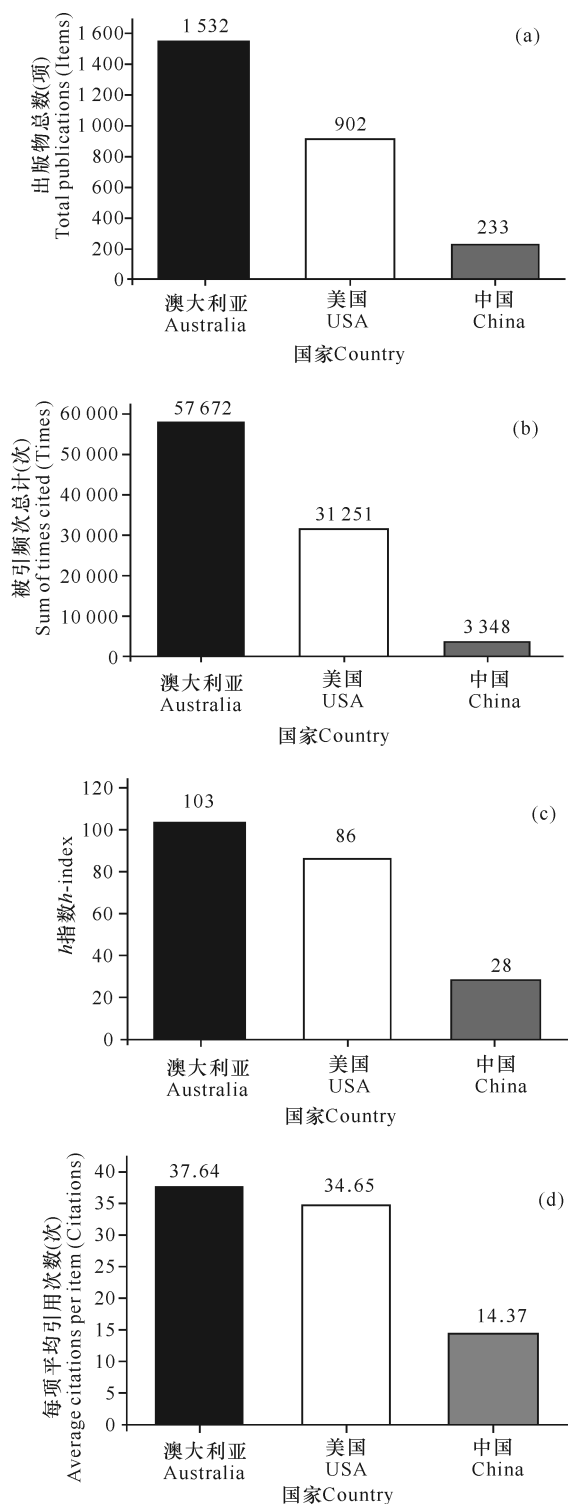 (a)
出版物总数(项)
Total publications (Items)
1 600
1 400
1 200
1 000
800
600
400
200
0
1 532
902
233
澳大利亚
Australia
美国
USA
中国
China
国家Country
(b)
被引频次总计(次)
Sum of times cited (Times)
60 000
50 000
40 000
30 000
20 000
10 000
0
57 672
31 251
3 348
澳大利亚
Australia
美国
USA
中国
China
国家Country
(c)
h指数h-index
120
100
80
60
40
20
0
103
86
28
澳大利亚
Australia
美国
USA
中国
China
国家Country
(d)
每项平均引用次数(次)
Average citations per item (Citations)
40
35
30
25
20
15
10
5
0
37.64
34.65
14.37
澳大利亚
Australia
美国
USA
中国
China
国家Country